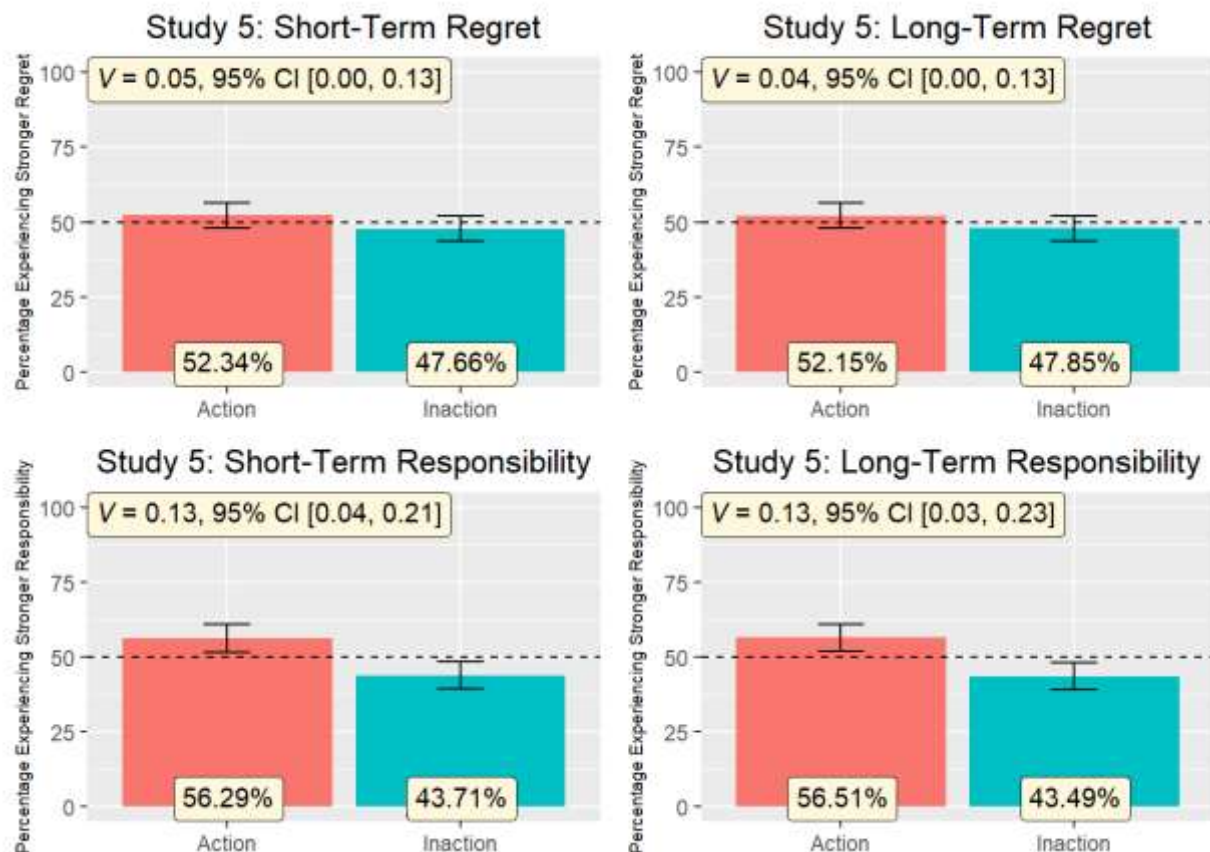 Study 5: Short-Term Regret
Percentage Experiencing Stronger Regret
100
75
50
25
0
V = 0.05, 95% CI [0.00, 0.13]
52.34%
47.66%
Action
Inaction
Study 5: Long-Term Regret
Percentage Experiencing Stronger Regret
100
75
50
25
0
V = 0.04, 95% CI [0.00, 0.13]
52.15%
47.85%
Action
Inaction
Study 5: Short-Term Responsibility
Percentage Experiencing Stronger Responsibility
100
75
50
25
0
V = 0.13, 95% CI [0.04, 0.21]
56.29%
43.71%
Action
Inaction
Study 5: Long-Term Responsibility
Percentage Experiencing Stronger Responsibility
100
75
50
25
0
V = 0.13, 95% CI [0.03, 0.23]
56.51%
43.49%
Action
Inaction